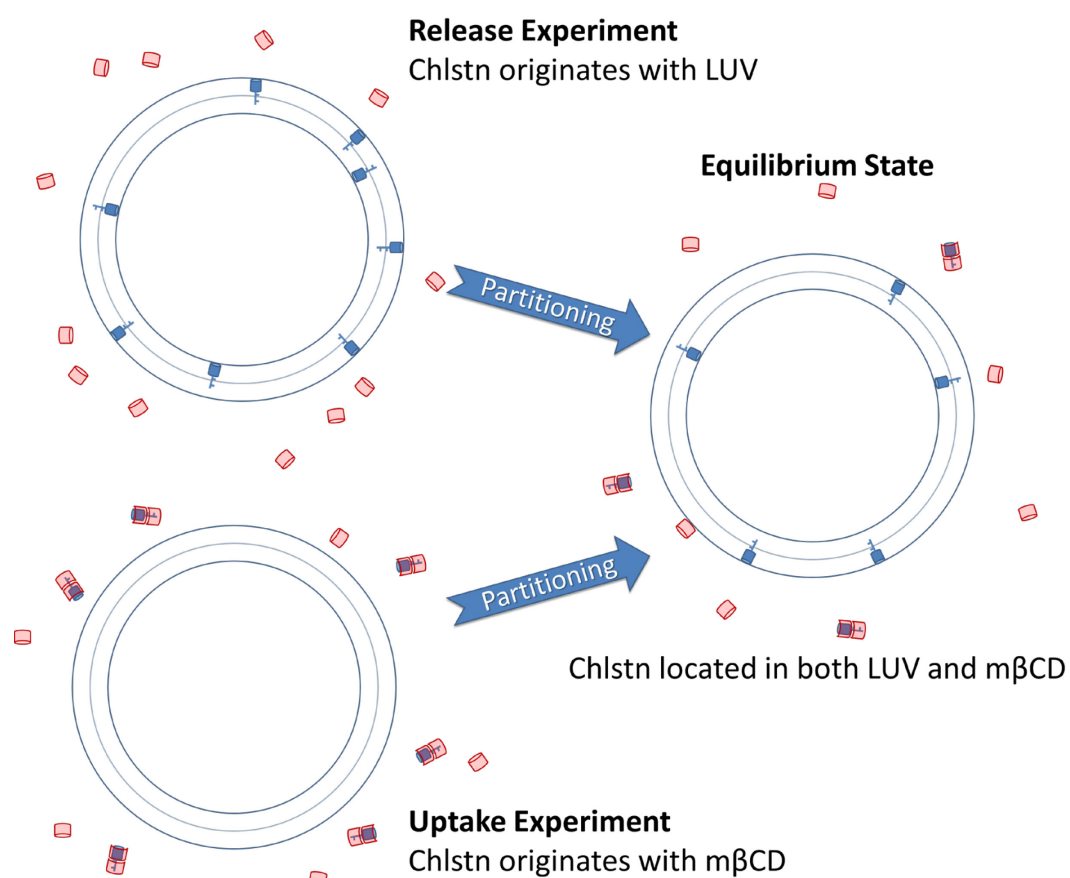 Release Experiment
Chlstn originates with LUV
Equilibrium State
Partitioning
Partitioning
Chlstn located in both LUV and mβCD
Uptake Experiment
Chlstn originates with mβCD